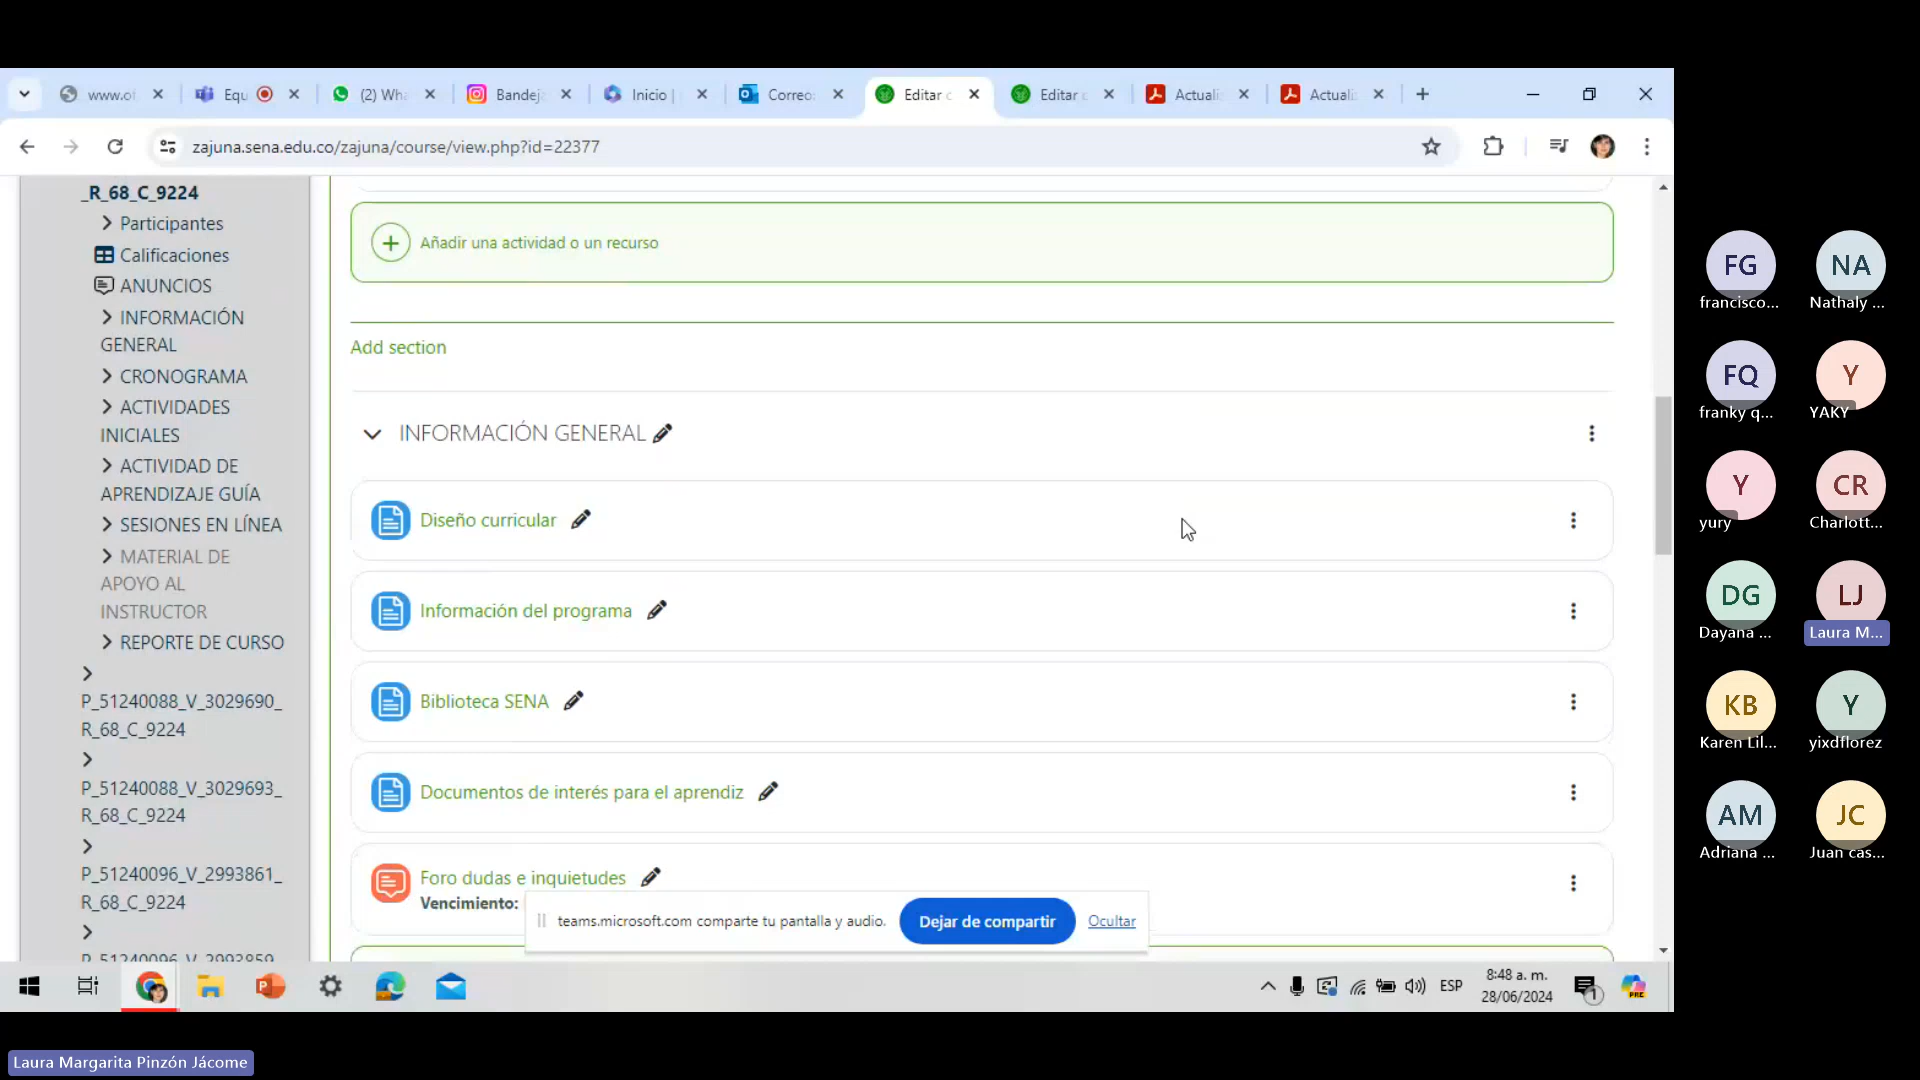 www.o
Equ
(2) Wha
Bandej
Inicio |
Correo:
Editar c
Editar c
Actuali
Actuali
zajuna.sena.edu.co/zajuna/course/view.php?id=22377
_R_68_C_9224
Participantes
Calificaciones
ANUNCIOS
INFORMACIÓN
GENERAL
CRONOGRAMA
ACTIVIDADES
INICIALES
ACTIVIDAD DE
APRENDIZAJE GUÍA
SESIONES EN LÍNEA
MATERIAL DE
APOYO AL
INSTRUCTOR
REPORTE DE CURSO
P_51240088_V_3029690_
R_68_C_9224
P_51240088_V_3029693_
R_68_C_9224
P_51240096_V_2993861_
R_68_C_9224
P_51240096_V_2993859_
Añadir una actividad o un recurso
Add section
INFORMACIÓN GENERAL
Diseño curricular
Información del programa
Biblioteca SENA
Documentos de interés para el aprendiz
Foro dudas e inquietudes
Vencimiento:
teams.microsoft.com comparte tu pantalla y audio.
Dejar de compartir
Ocultar
ESP
8:48 a. m.
28/06/2024
1
PRE
FG
francisco...
NA
Nathaly ...
FQ
franky q...
Y
YAKY
Y
yury
CR
Charlott...
DG
Dayana ...
LJ
Laura M...
KB
Karen Lil...
Y
yixdflorez
AM
Adriana ...
JC
Juan cas...
Laura Margarita Pinzón Jácome